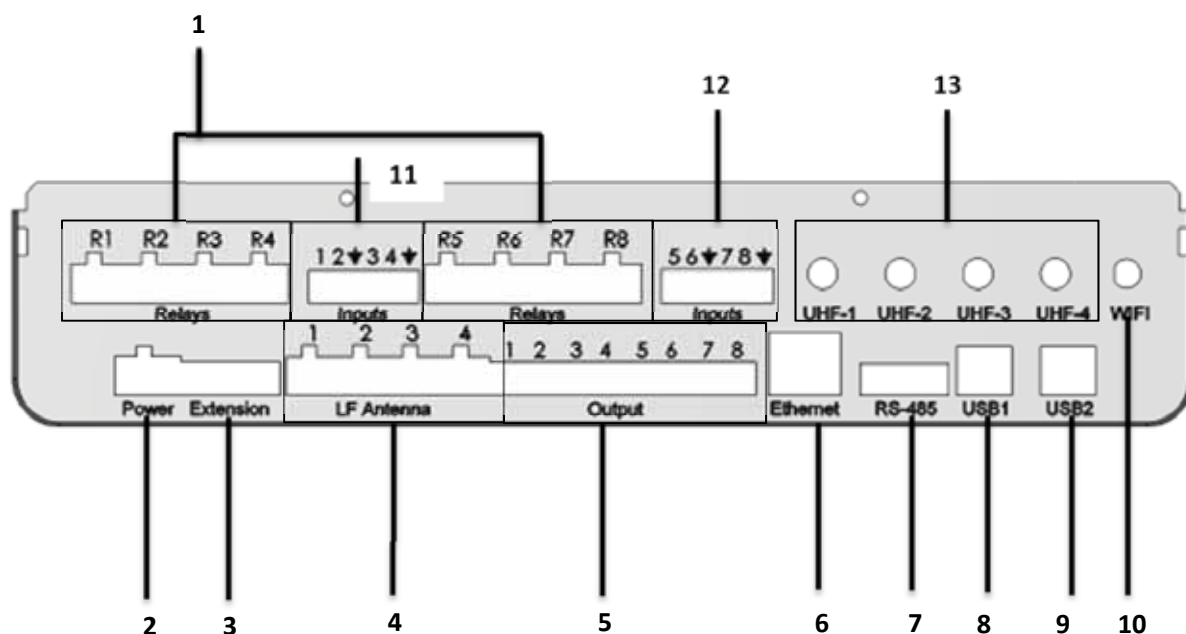 1
12 13
11
R1 R2 R3 R4 R5 R6 R7 R8
1 2 3 4 5 6 7 8
Relays Inputs Relays Inputs UHF-1 UHF-2 UHF-3 UHF-4 WIFI
1 2 3 4 1 2 3 4 5 6 7 8
Power Extension LF Antenna Output Ethernet RS-485 USB1 USB2
2 3 4 5 6 7 8 9 10